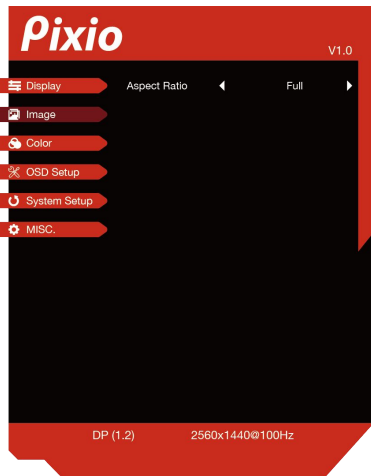 Pixio
V1.0
Display
Aspect Ratio Full
Image
Color
OSD Setup
System Setup
MISC.
DP (1.2) 2560x1440@100Hz